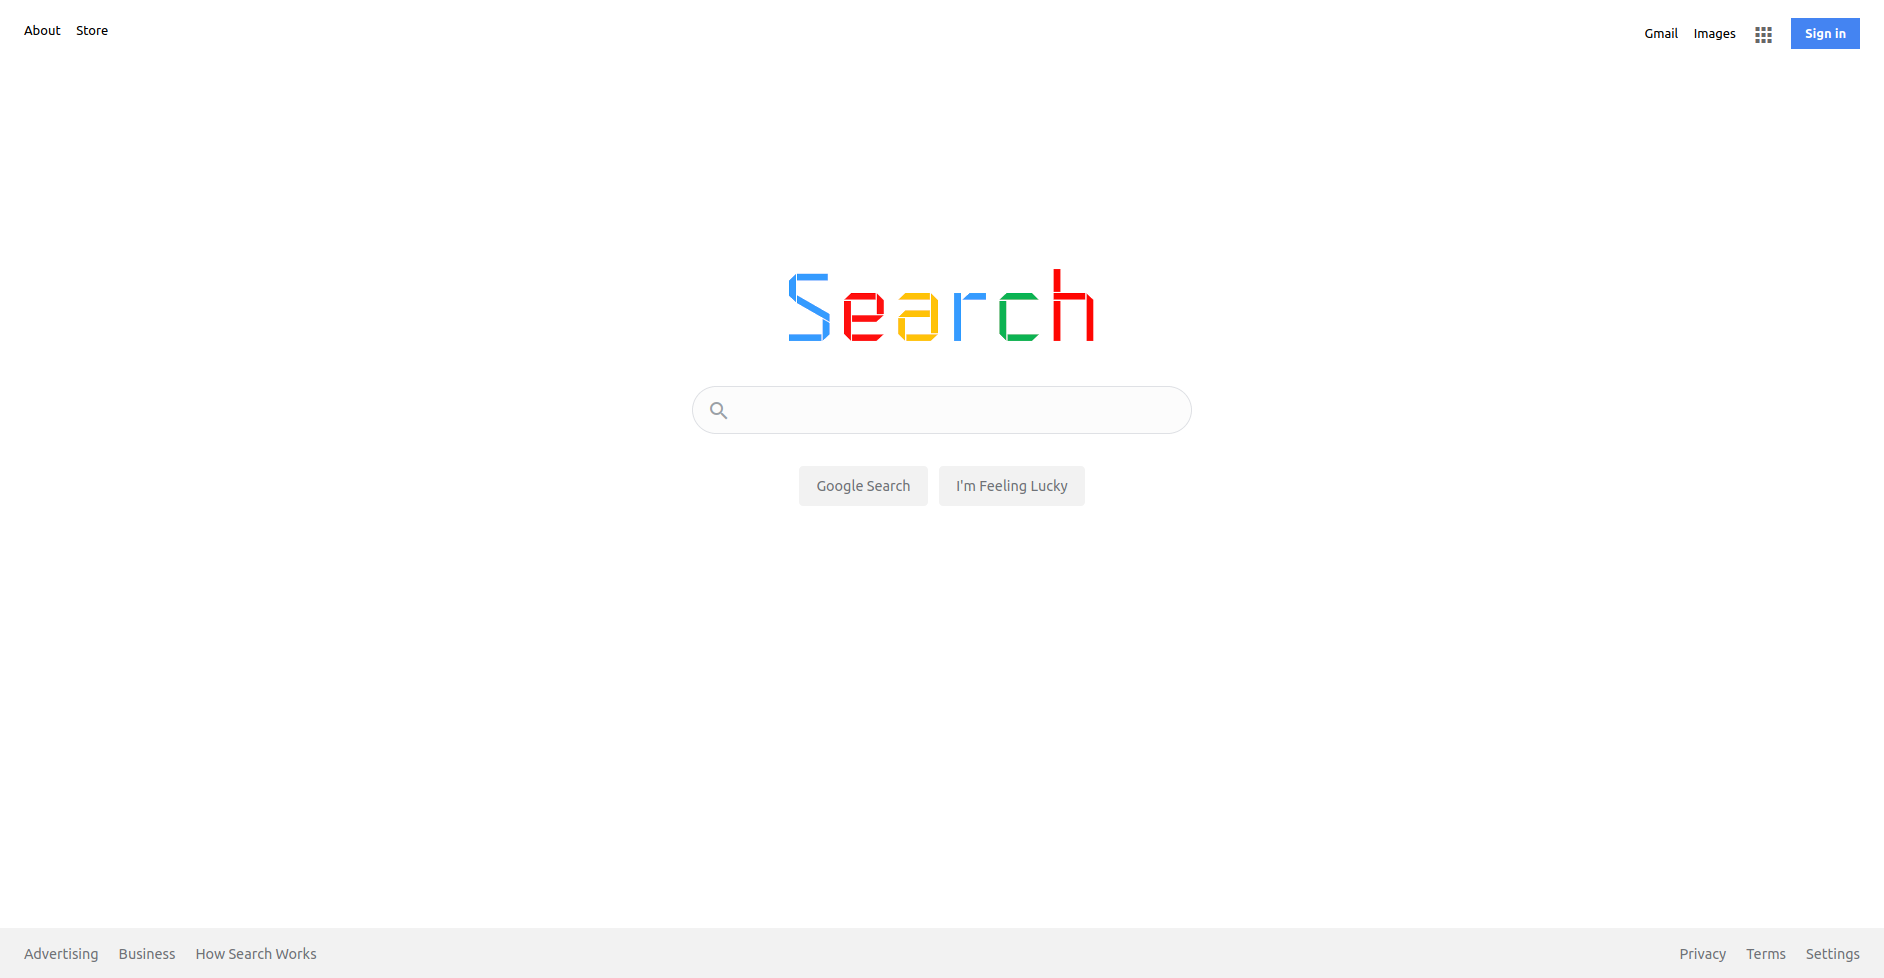 About Store
Gmail Images Sign in
Search
Google Search I'm Feeling Lucky
Advertising Business How Search Works
Privacy Terms Settings